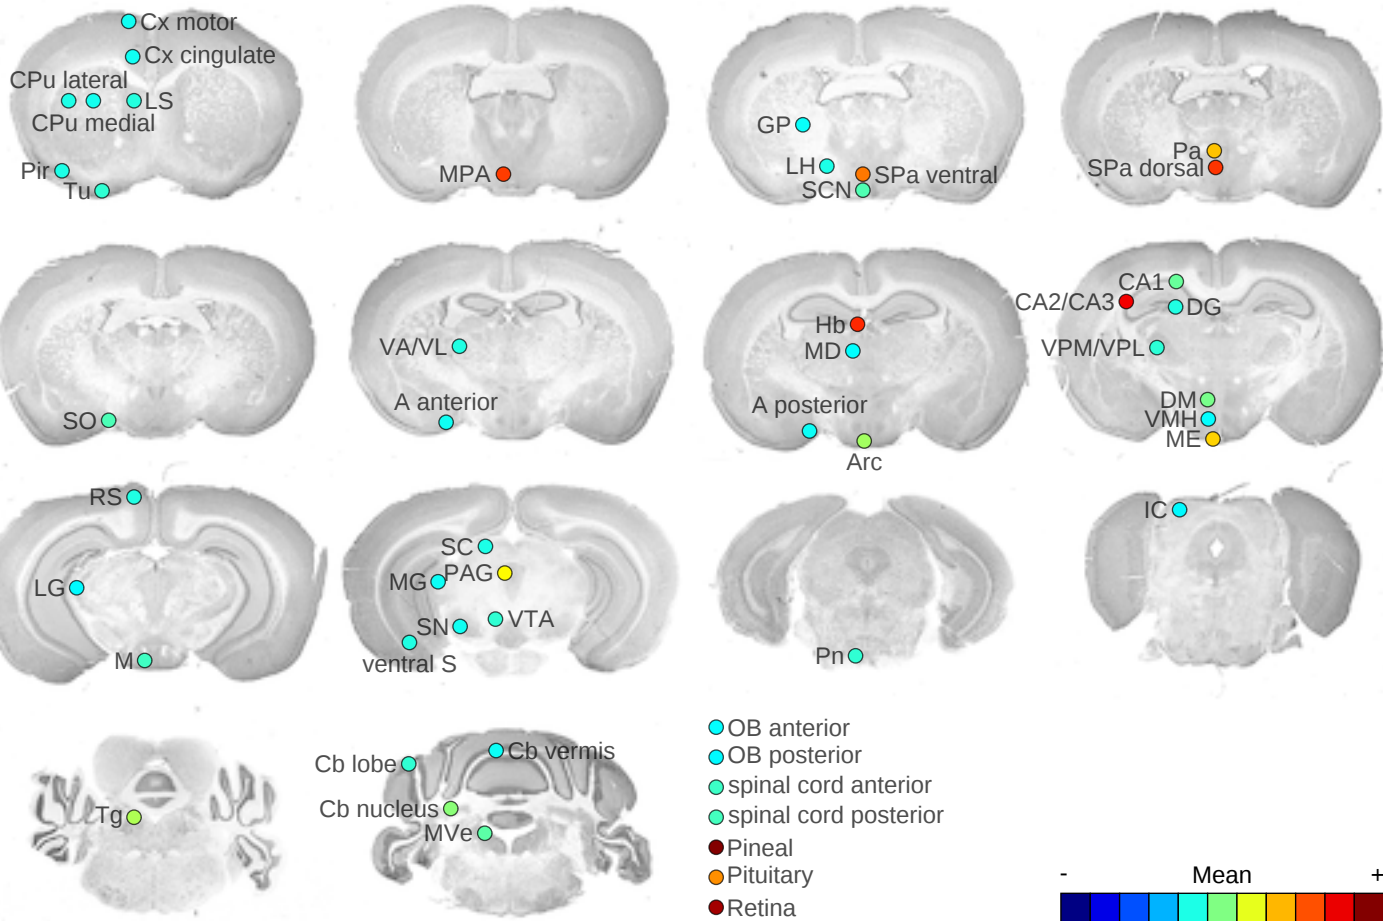 Cx motor
Cx cingulate
CPu lateral
LS
CPu medial
Pir
Tu
MPA
GP
LH
SPa ventral
SCN
Pa
SPa dorsal
SO
VA/VL
A anterior
Hb
MD
A posterior
Arc
CA1
CA2/CA3
DG
VPM/VPL
DM
VMH
ME
RS
LG
M
SC
MG
PAG
SN
VTA
ventral S
Pn
IC
Tg
Cb lobe
Cb vermis
Cb nucleus
MVe
OB anterior
OB posterior
spinal cord anterior
spinal cord posterior
Pineal
Pituitary
Retina
- Mean +